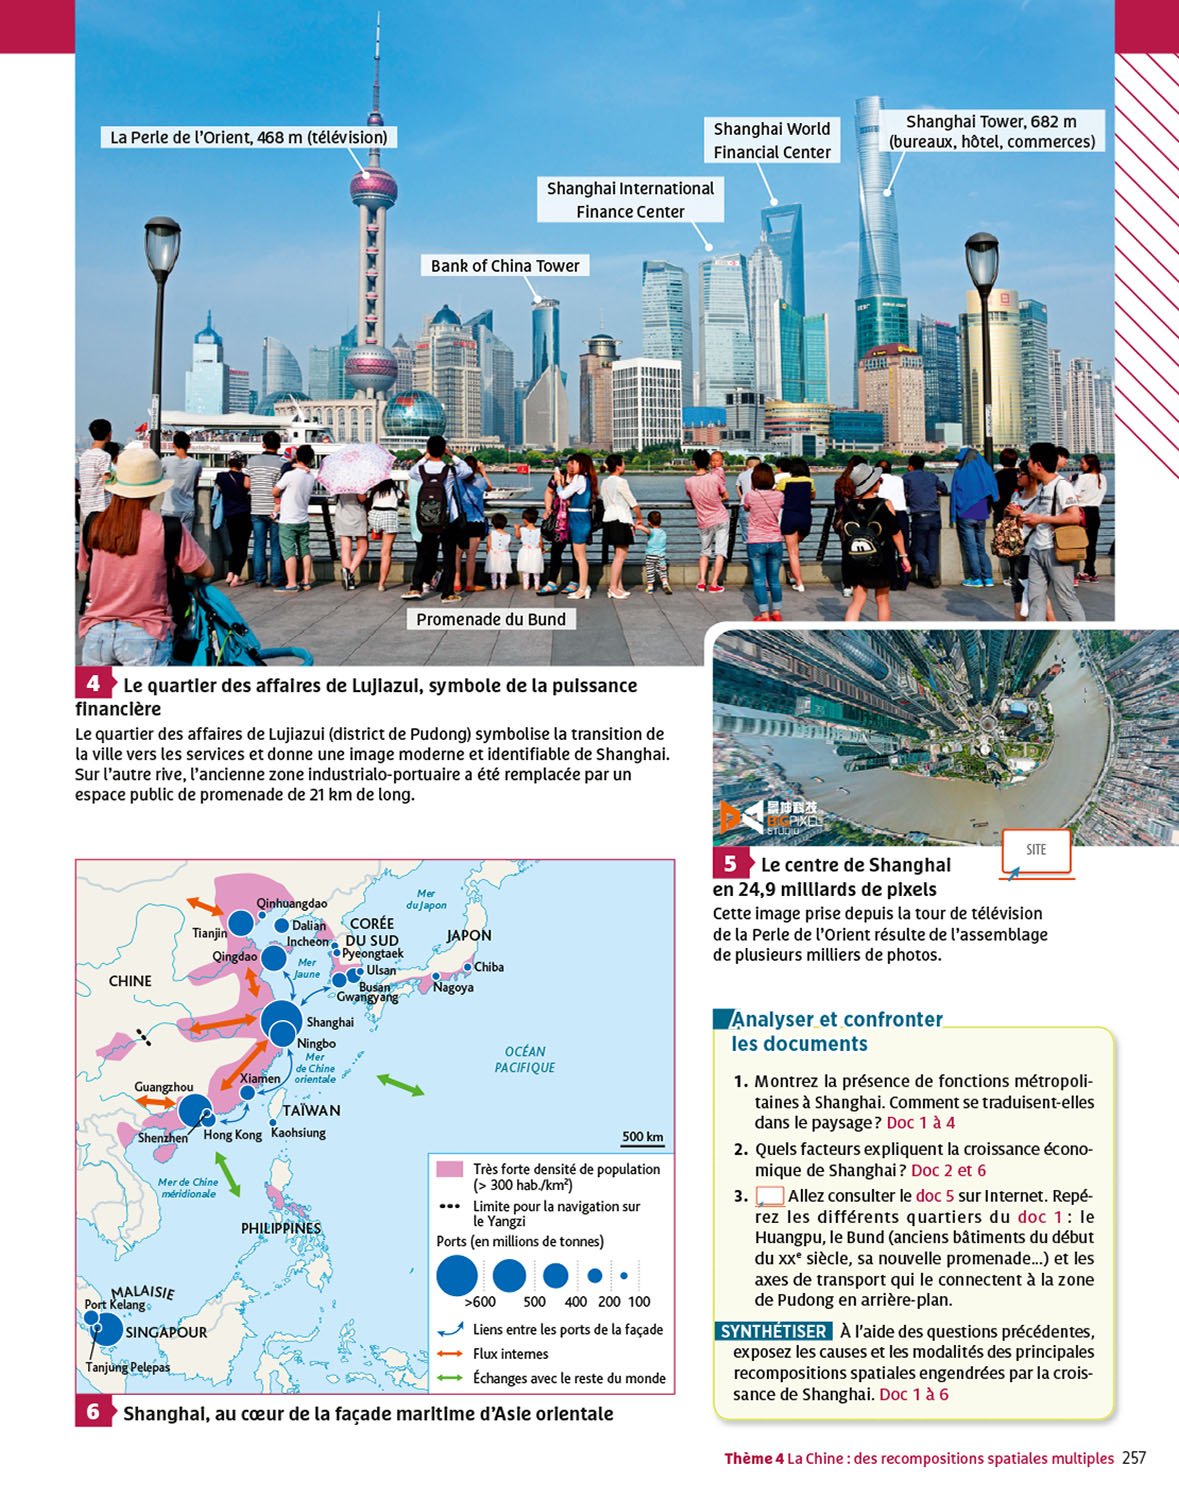 La Perle de l'Orient, 468 m (télévision)
Shanghai World
Financial Center
Shanghai Tower, 682 m
(bureaux, hôtel, commerces)
Shanghai International
Finance Center
Bank of China Tower
Promenade du Bund
4 Le quartier des affaires de Lujiazui, symbole de la puissance
financière
Le quartier des affaires de Lujiazui (district de Pudong) symbolise la transition de
la ville vers les services et donne une image moderne et identifiable de Shanghai.
Sur l'autre rive, l'ancienne zone industrialo-portuaire a été remplacée par un
espace public de promenade de 21 km de long.
景坤科技
BIGPIXEL
STUDIO
SITE
5 Le centre de Shanghai
en 24,9 milliards de pixels
Cette image prise depuis la tour de télévision
de la Perle de l'Orient résulte de l'assemblage
de plusieurs milliers de photos.
Mer
du Japon
Qinhuangdao
Dalian
CORÉE
DU SUD
Tianjin
Incheon
JAPON
Pyeongtaek
Qingdao
Mer
Jaune
Ulsan
Chiba
CHINE
Busan
Nagoya
Gwangyang
Shanghai
Ningbo
Mer
de Chine
orientale
OCÉAN
PACIFIQUE
Xiamen
Guangzhou
TAÏWAN
Shenzhen
Hong Kong
Kaohsiung
500 km
Mer de Chine
méridionale
PHILIPPINES
MALAISIE
Port Kelang
SINGAPOUR
Tanjung Pelepas
Très forte densité de population
(> 300 hab./km²)
Limite pour la navigation sur
le Yangzi
Ports (en millions de tonnes)
>600 500 400 200 100
Liens entre les ports de la façade
Flux internes
Échanges avec le reste du monde
6 Shanghai, au cœur de la façade maritime d'Asie orientale
Analyser et confronter
les documents
1. Montrez la présence de fonctions métropoli-
taines à Shanghai. Comment se traduisent-elles
dans le paysage ? Doc 1 à 4
2. Quels facteurs expliquent la croissance écono-
mique de Shanghai ? Doc 2 et 6
3. Allez consulter le doc 5 sur Internet. Repé-
rez les différents quartiers du doc 1 : le
Huangpu, le Bund (anciens bâtiments du début
du XXe siècle, sa nouvelle promenade...) et les
axes de transport qui le connectent à la zone
de Pudong en arrière-plan.
SYNTHÉTISER À l'aide des questions précédentes,
exposez les causes et les modalités des principales
recompositions spatiales engendrées par la crois-
sance de Shanghai. Doc 1 à 6
Thème 4 La Chine : des recompositions spatiales multiples 257